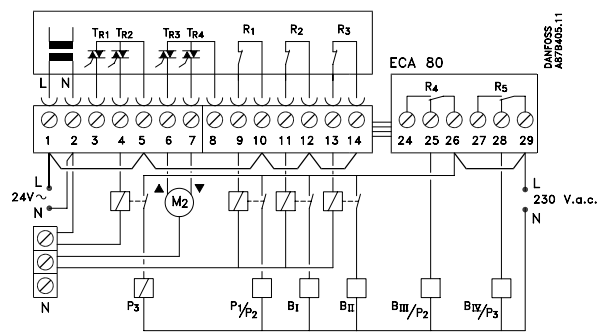 TR1 TR2 TR3 TR4 R1 R2 R3
DANFOSS
A87B405.11
L N
ECA 80
R4 R5
1 2 3 4 5 6 7 8 9 10 11 12 13 14
24 25 26 27 28 29
L
24V~
N
M2
L
230 V.a.c.
N
N
P3 P1/P2 BI BII BIII/P2 BIV/P3